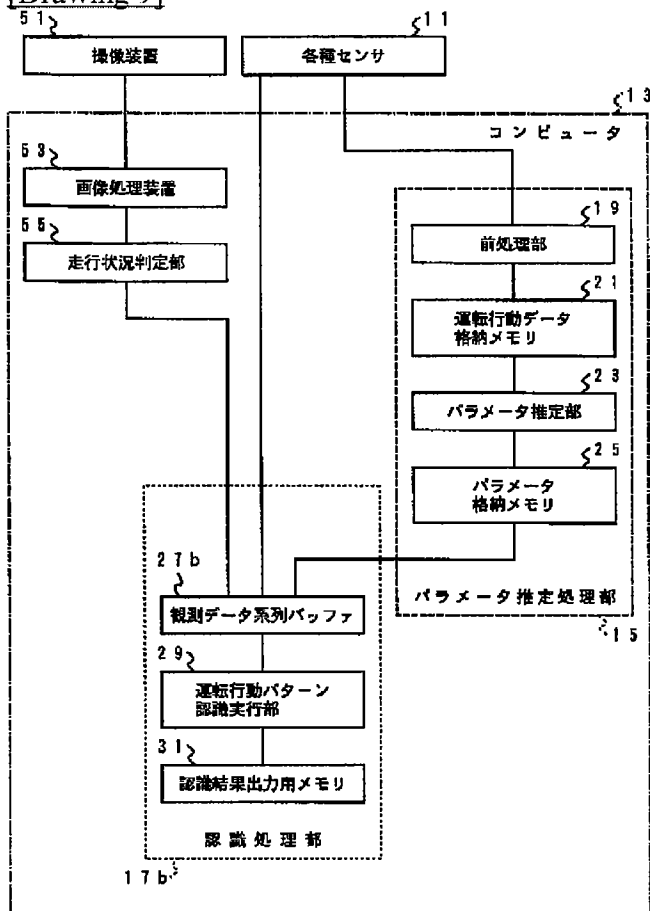 [Drawing 9]
51
11
撮像装置
各種センサ
13
コンピュータ
53
画像処理装置
55
走行状況判定部
19
前処理部
21
運転行動データ
格納メモリ
23
パラメータ推定部
25
パラメータ
格納メモリ
パラメータ推定処理部
15
27b
観測データ系列バッファ
29
運転行動パターン
認識実行部
31
認識結果出力用メモリ
認識処理部
17b